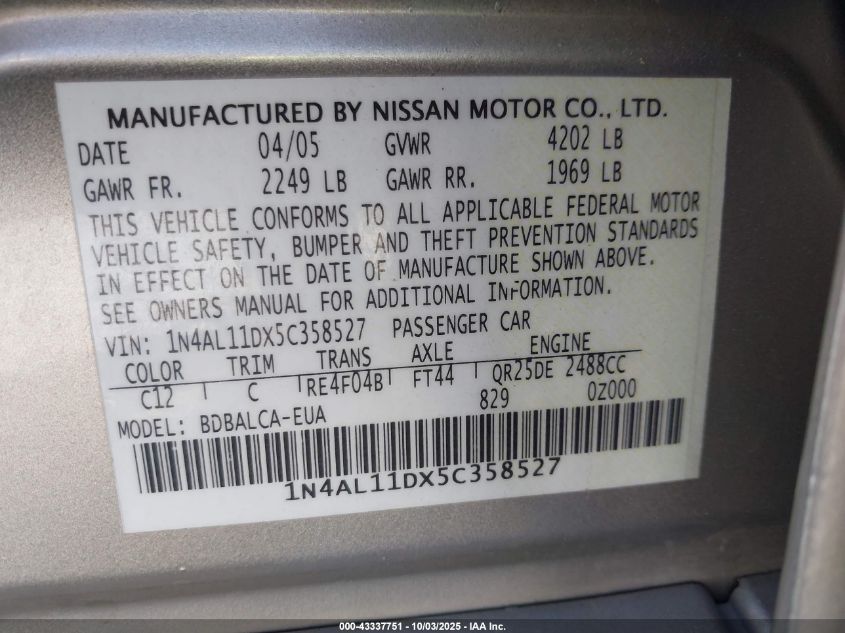 MANUFACTURED BY NISSAN MOTOR CO., LTD.
DATE 04/05 GVWR 4202 LB
GAWR FR. 2249 LB GAWR RR. 1969 LB
THIS VEHICLE CONFORMS TO ALL APPLICABLE FEDERAL MOTOR
VEHICLE SAFETY, BUMPER AND THEFT PREVENTION STANDARDS
IN EFFECT ON THE DATE OF MANUFACTURE SHOWN ABOVE.
SEE OWNERS MANUAL FOR ADDITIONAL INFORMATION.
VIN: 1N4AL11DX5C358527 PASSENGER CAR
COLOR TRIM TRANS AXLE ENGINE
C12 C RE4F04B FT44 QR25DE 2488CC
829 0Z000
MODEL: BDBALCA-EUA
1N4AL11DX5C358527
000-43337751 - 10/03/2025 - IAA Inc.